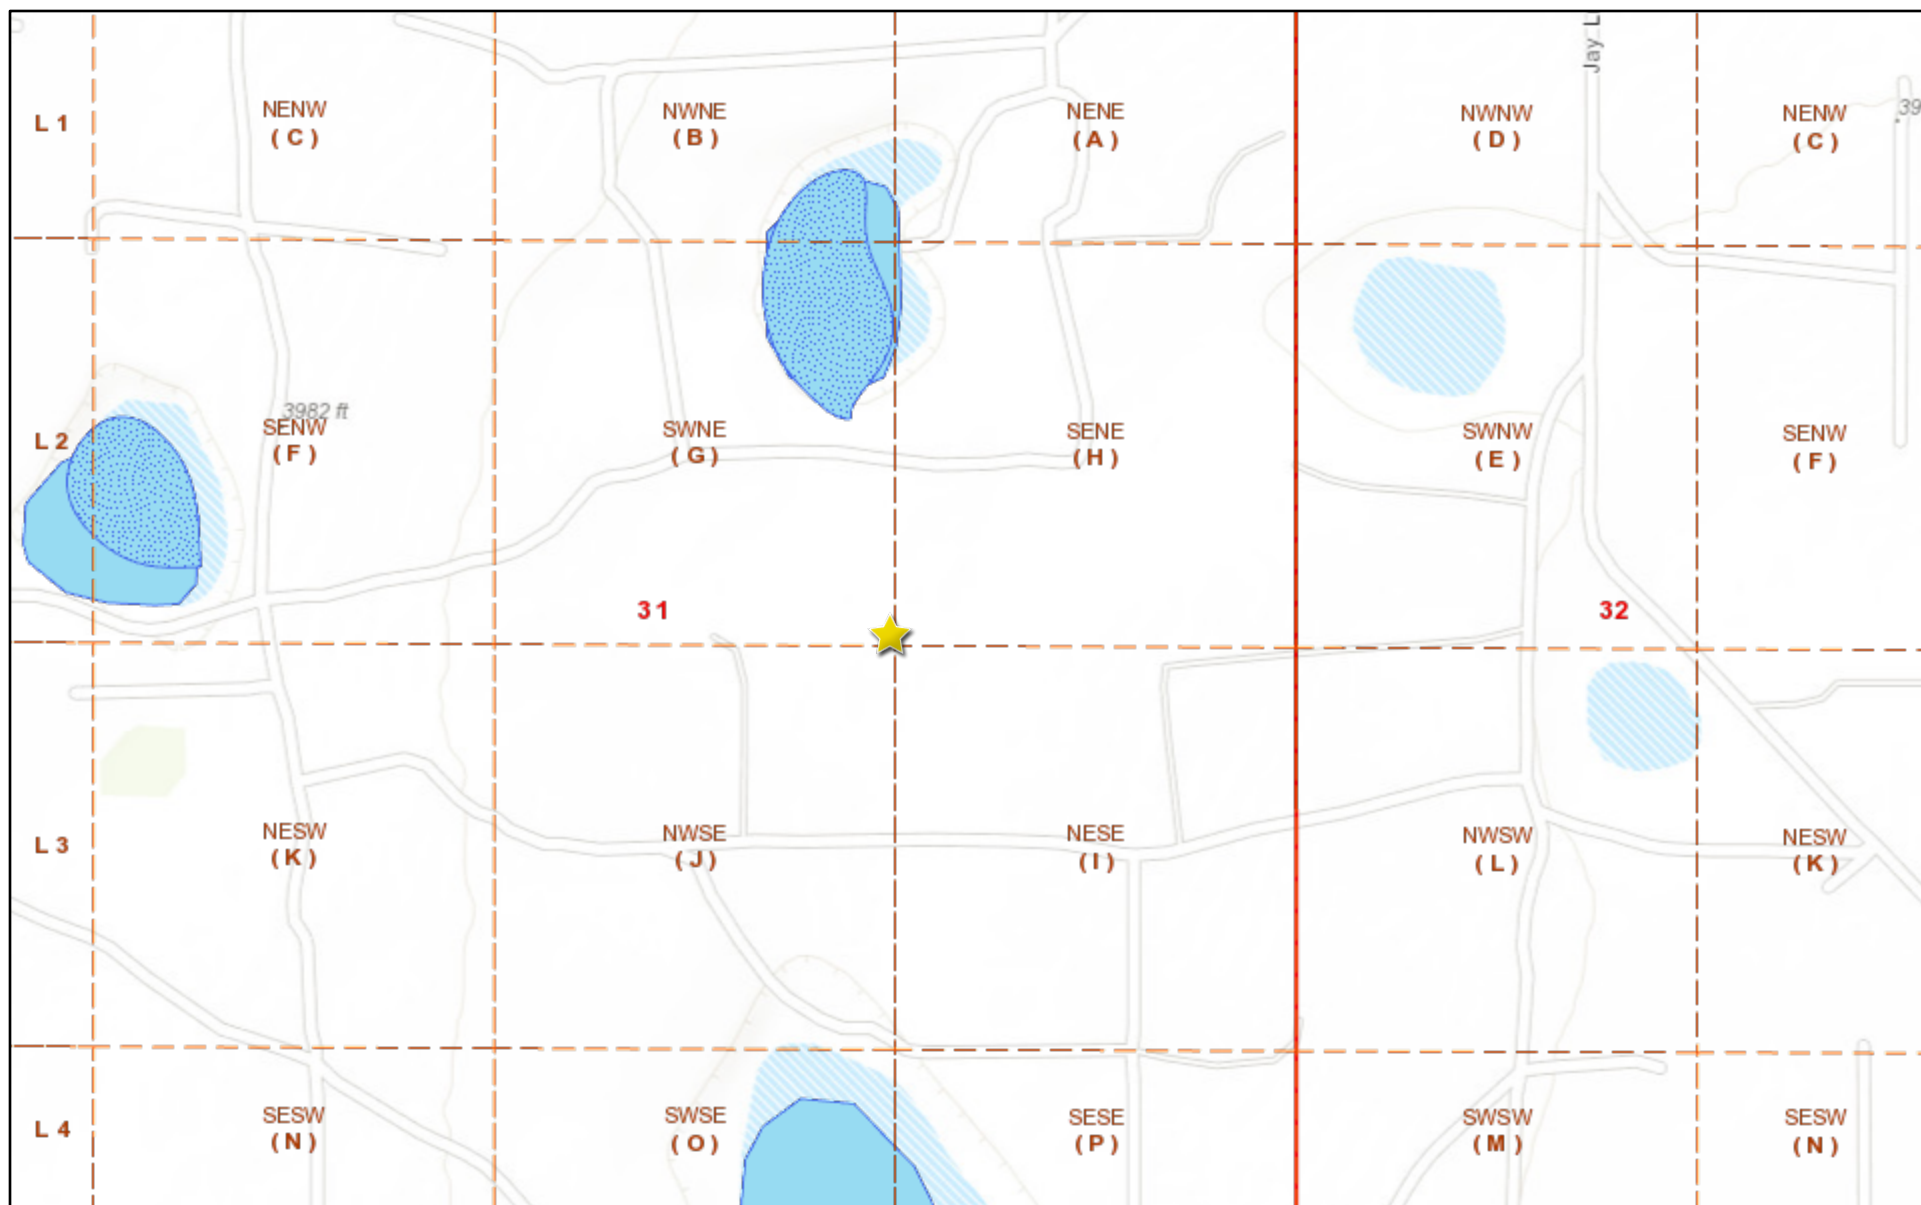 Jay L
L 1
NENW
( C )
NWNE
( B )
NENE
( A )
NWNW
( D )
NENW
( C )
39
L 2
3982 ft
SENW
( F )
SWNE
( G )
SENE
( H )
SWNW
( E )
SENW
( F )
31
32
L 3
NESW
( K )
NWSE
( J )
NESE
( I )
NWSW
( L )
NESW
( K )
L 4
SESW
( N )
SWSE
( O )
SESE
( P )
SWSW
( M )
SESW
( N )